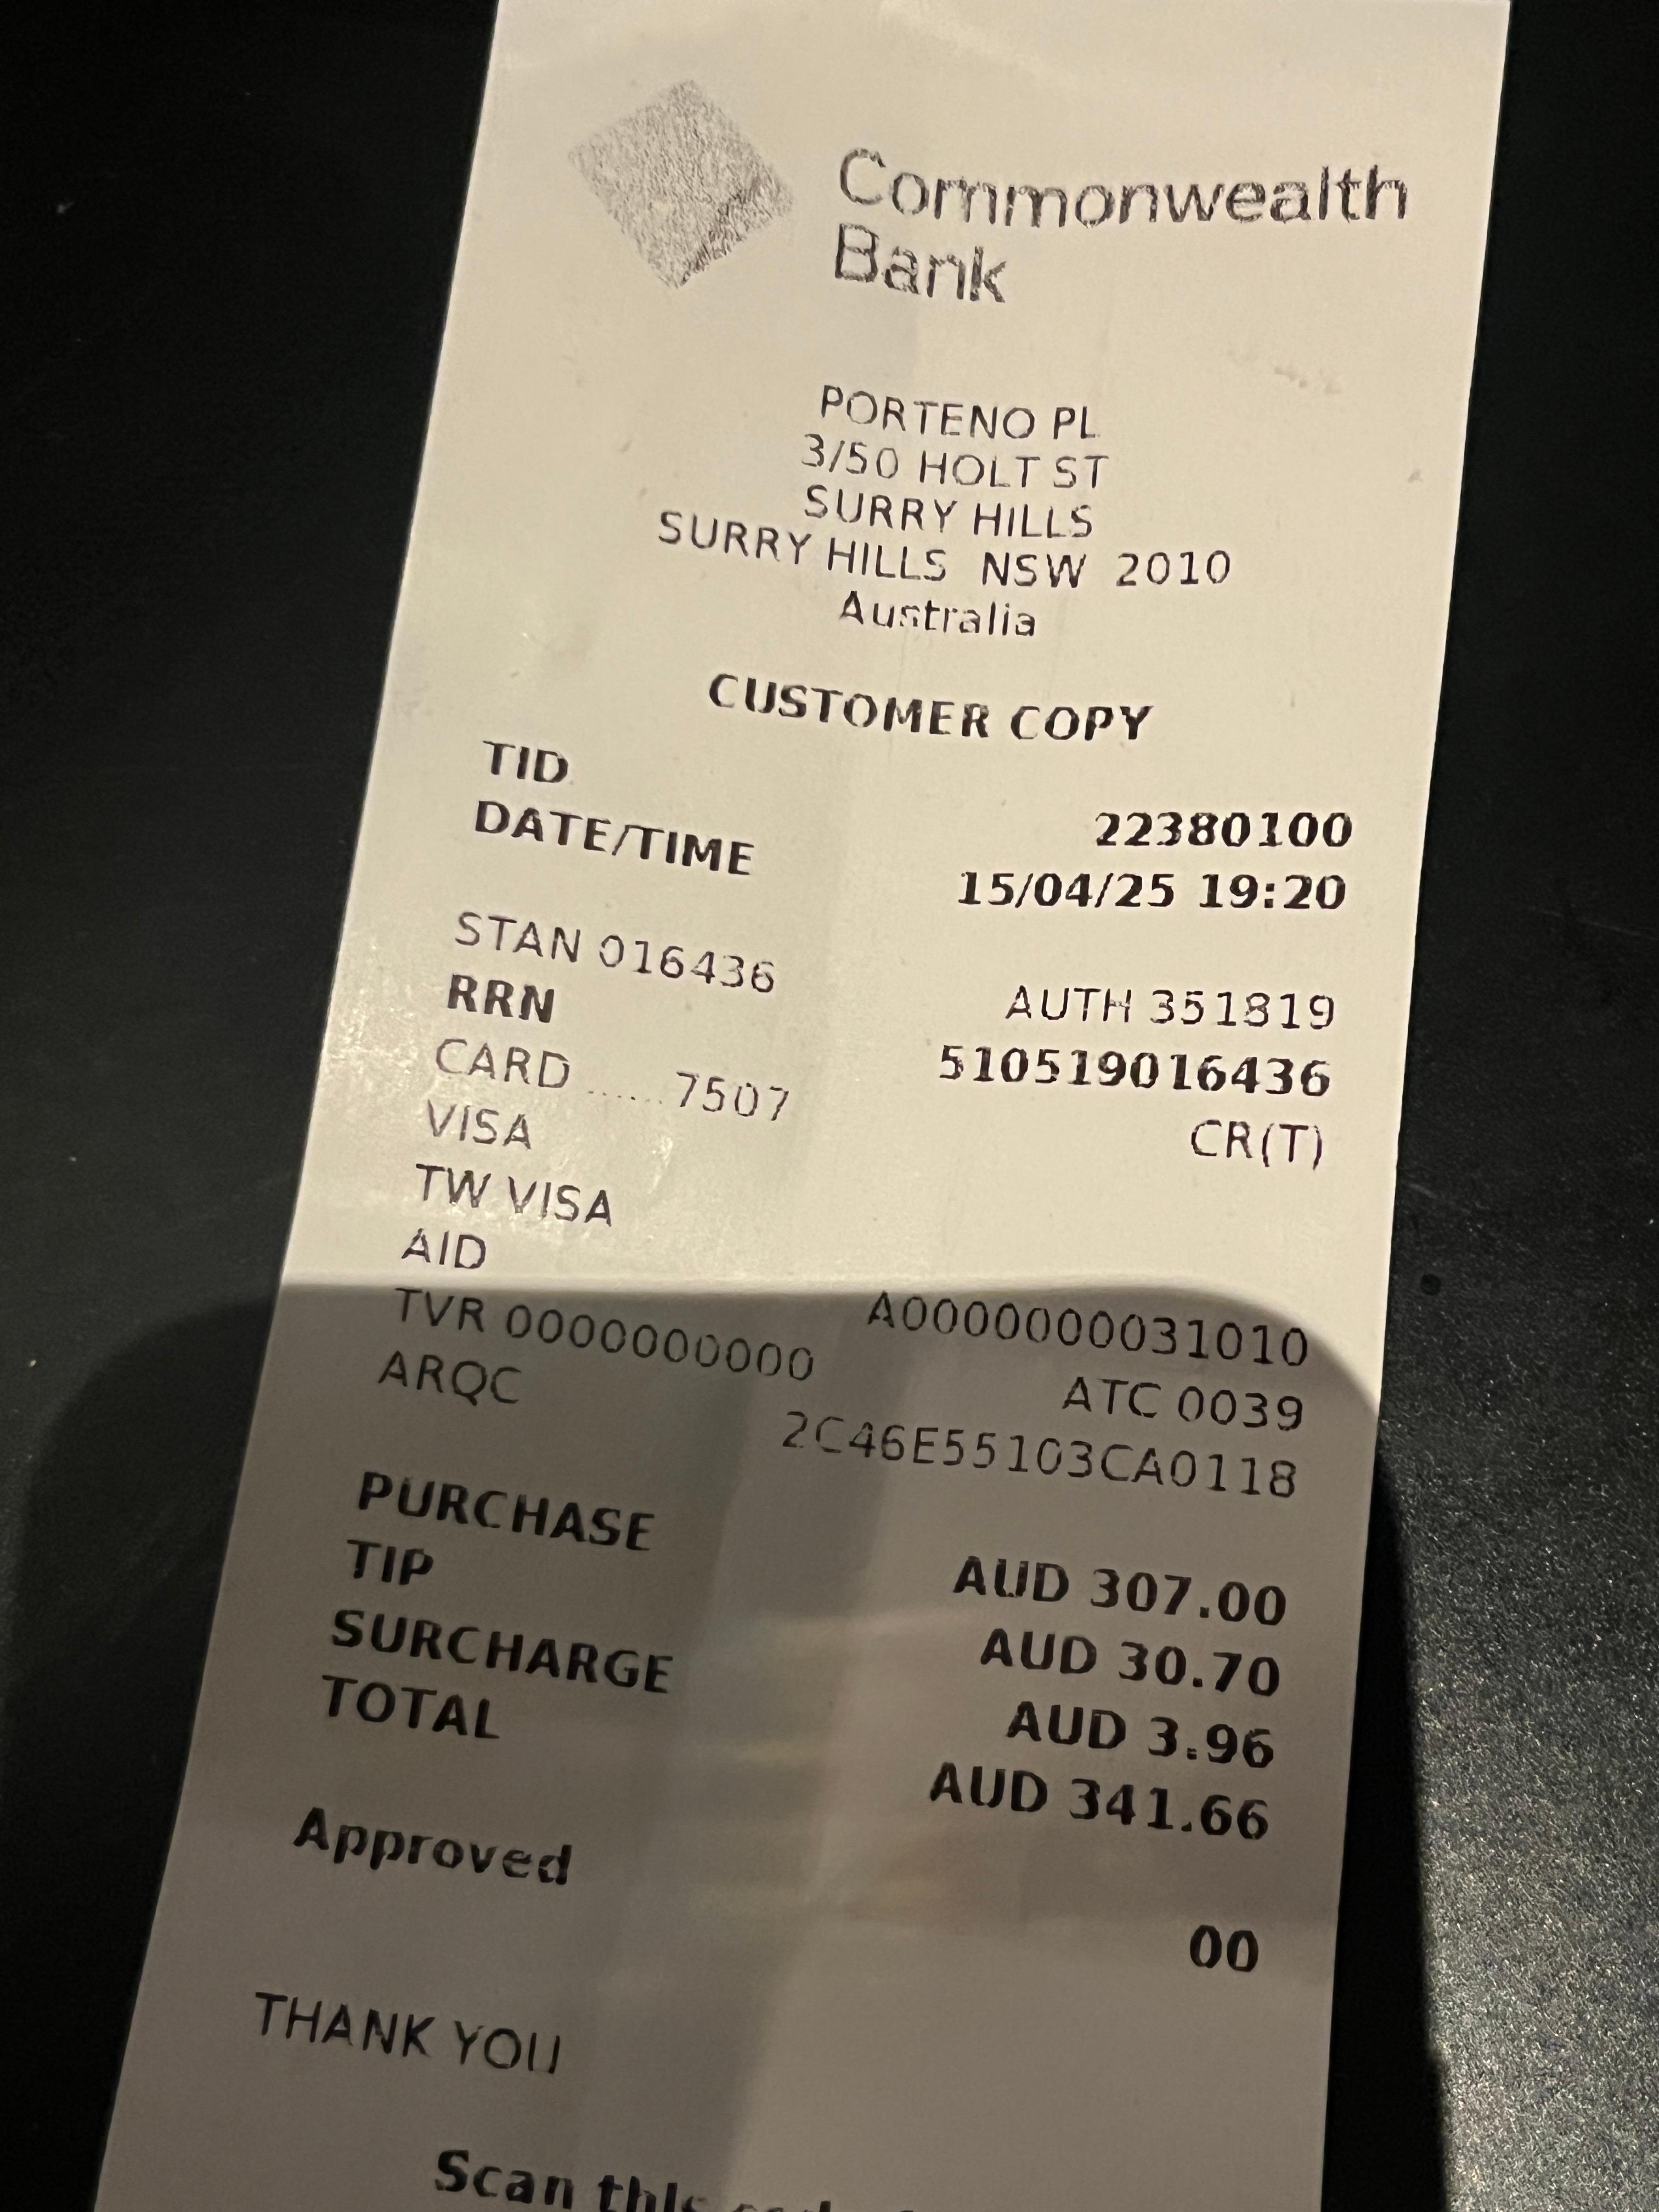 Commonwealth
Bank
PORTENO PL
3/50 HOLT ST
SURRY HILLS
SURRY HILLS NSW 2010
Australia
CUSTOMER COPY
TID 22380100
DATE/TIME 15/04/25 19:20
STAN 016436 AUTH 351819
RRN 510519016436
CARD ......7507 CR(T)
VISA
TW VISA
AID A0000000031010
TVR 0000000000 ATC 0039
ARQC 2C46E55103CA0118
PURCHASE AUD 307.00
TIP AUD 30.70
SURCHARGE AUD 3.96
TOTAL AUD 341.66
Approved 00
THANK YOU
Scan this